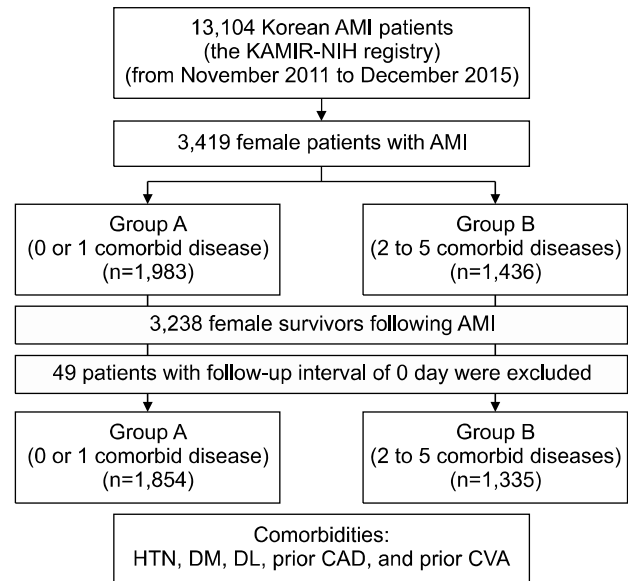 13,104 Korean AMI patients
(the KAMIR-NIH registry)
(from November 2011 to December 2015)
3,419 female patients with AMI
Group A
(0 or 1 comorbid disease)
(n=1,983)
Group B
(2 to 5 comorbid diseases)
(n=1,436)
3,238 female survivors following AMI
49 patients with follow-up interval of 0 day were excluded
Group A
(0 or 1 comorbid disease)
(n=1,854)
Group B
(2 to 5 comorbid diseases)
(n=1,335)
Comorbidities:
HTN, DM, DL, prior CAD, and prior CVA